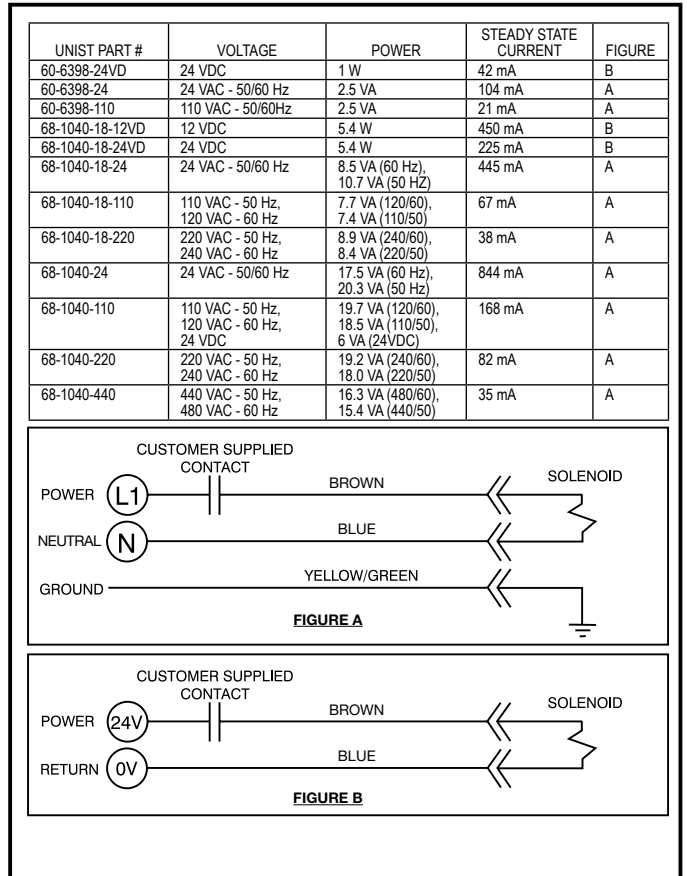 UNIST PART # VOLTAGE POWER STEADY STATE CURRENT FIGURE
60-6398-24VD 24 VDC 1 W 42 mA B
60-6398-24 24 VAC - 50/60 Hz 2.5 VA 104 mA A
60-6398-110 110 VAC - 50/60Hz 2.5 VA 21 mA A
68-1040-18-12VD 12 VDC 5.4 W 450 mA B
68-1040-18-24VD 24 VDC 5.4 W 225 mA B
68-1040-18-24 24 VAC - 50/60 Hz 8.5 VA (60 Hz), 445 mA A
10.7 VA (50 HZ)
68-1040-18-110 110 VAC - 50 Hz, 7.7 VA (120/60), 67 mA A
120 VAC - 60 Hz 7.4 VA (110/50)
68-1040-18-220 220 VAC - 50 Hz, 8.9 VA (240/60), 38 mA A
240 VAC - 60 Hz 8.4 VA (220/50)
68-1040-24 24 VAC - 50/60 Hz 17.5 VA (60 Hz), 844 mA A
20.3 VA (50 Hz)
68-1040-110 110 VAC - 50 Hz, 19.7 VA (120/60), 168 mA A
120 VAC - 60 Hz, 18.5 VA (110/50),
24 VDC 6 VA (24VDC)
68-1040-220 220 VAC - 50 Hz, 19.2 VA (240/60), 82 mA A
240 VAC - 60 Hz 18.0 VA (220/50)
68-1040-440 440 VAC - 50 Hz, 16.3 VA (480/60), 35 mA A
480 VAC - 60 Hz 15.4 VA (440/50)
CUSTOMER SUPPLIED
CONTACT
POWER L1 BROWN SOLENOID
NEUTRAL N BLUE
GROUND YELLOW/GREEN
FIGURE A
CUSTOMER SUPPLIED
CONTACT
POWER 24V BROWN SOLENOID
RETURN 0V BLUE
FIGURE B